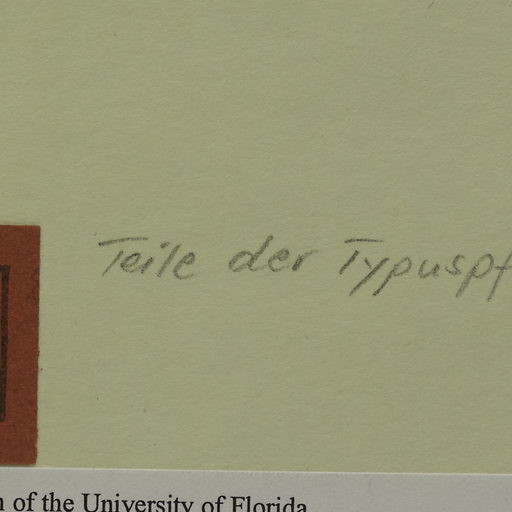 Teile der Typuspf
n of the University of Florida